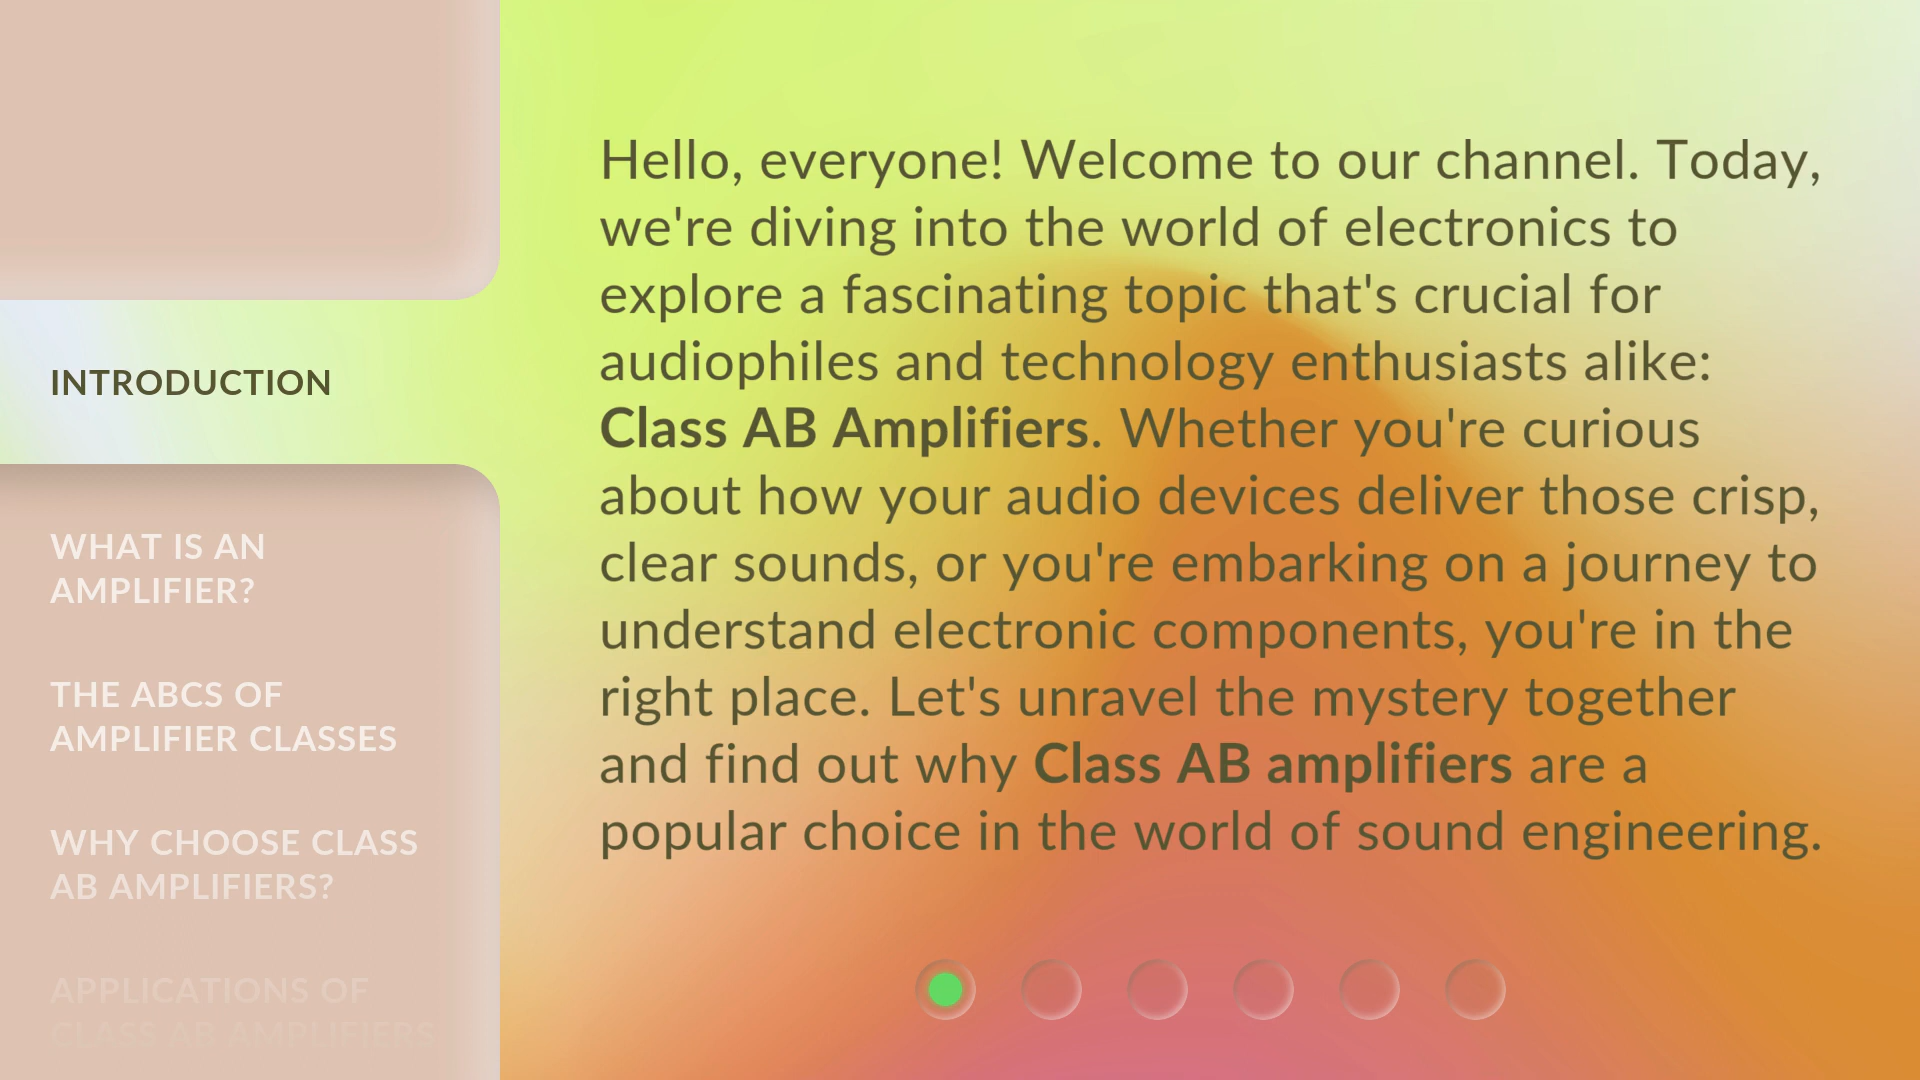 INTRODUCTION
WHAT IS AN
AMPLIFIER?
THE ABCS OF
AMPLIFIER CLASSES
WHY CHOOSE CLASS
AB AMPLIFIERS?
APPLICATIONS OF
CLASS AB AMPLIFIERS
Hello, everyone! Welcome to our channel. Today,
we're diving into the world of electronics to
explore a fascinating topic that's crucial for
audiophiles and technology enthusiasts alike:
Class AB Amplifiers. Whether you're curious
about how your audio devices deliver those crisp,
clear sounds, or you're embarking on a journey to
understand electronic components, you're in the
right place. Let's unravel the mystery together
and find out why Class AB amplifiers are a
popular choice in the world of sound engineering.